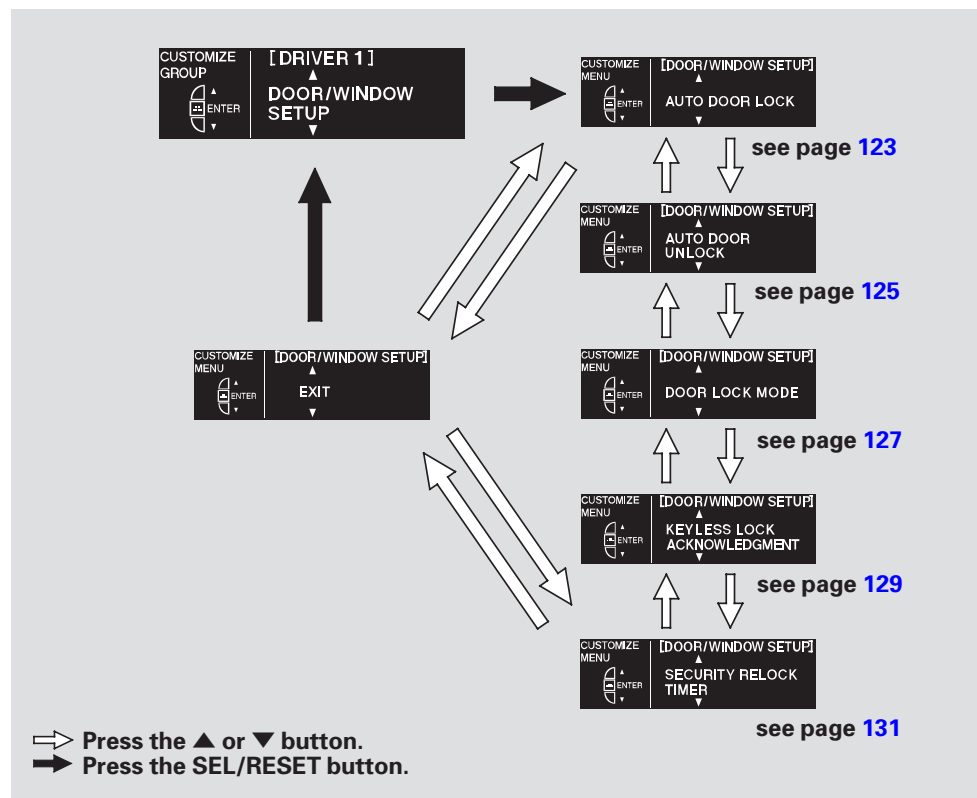 CUSTOMIZE
GROUP
ENTER
[DRIVER 1]
▲
DOOR/WINDOW
SETUP
▼
CUSTOMIZE
MENU
ENTER
[DOOR/WINDOW SETUP]
▲
AUTO DOOR LOCK
▼
see page 123
CUSTOMIZE
MENU
ENTER
[DOOR/WINDOW SETUP]
▲
AUTO DOOR
UNLOCK
▼
see page 125
CUSTOMIZE
MENU
ENTER
[DOOR/WINDOW SETUP]
▲
EXIT
▼
CUSTOMIZE
MENU
ENTER
[DOOR/WINDOW SETUP]
▲
DOOR LOCK MODE
▼
see page 127
CUSTOMIZE
MENU
ENTER
[DOOR/WINDOW SETUP]
▲
KEYLESS LOCK
ACKNOWLEDGMENT
▼
see page 129
CUSTOMIZE
MENU
ENTER
[DOOR/WINDOW SETUP]
▲
SECURITY RELOCK
TIMER
▼
see page 131
Press the ▲ or ▼ button.
Press the SEL/RESET button.